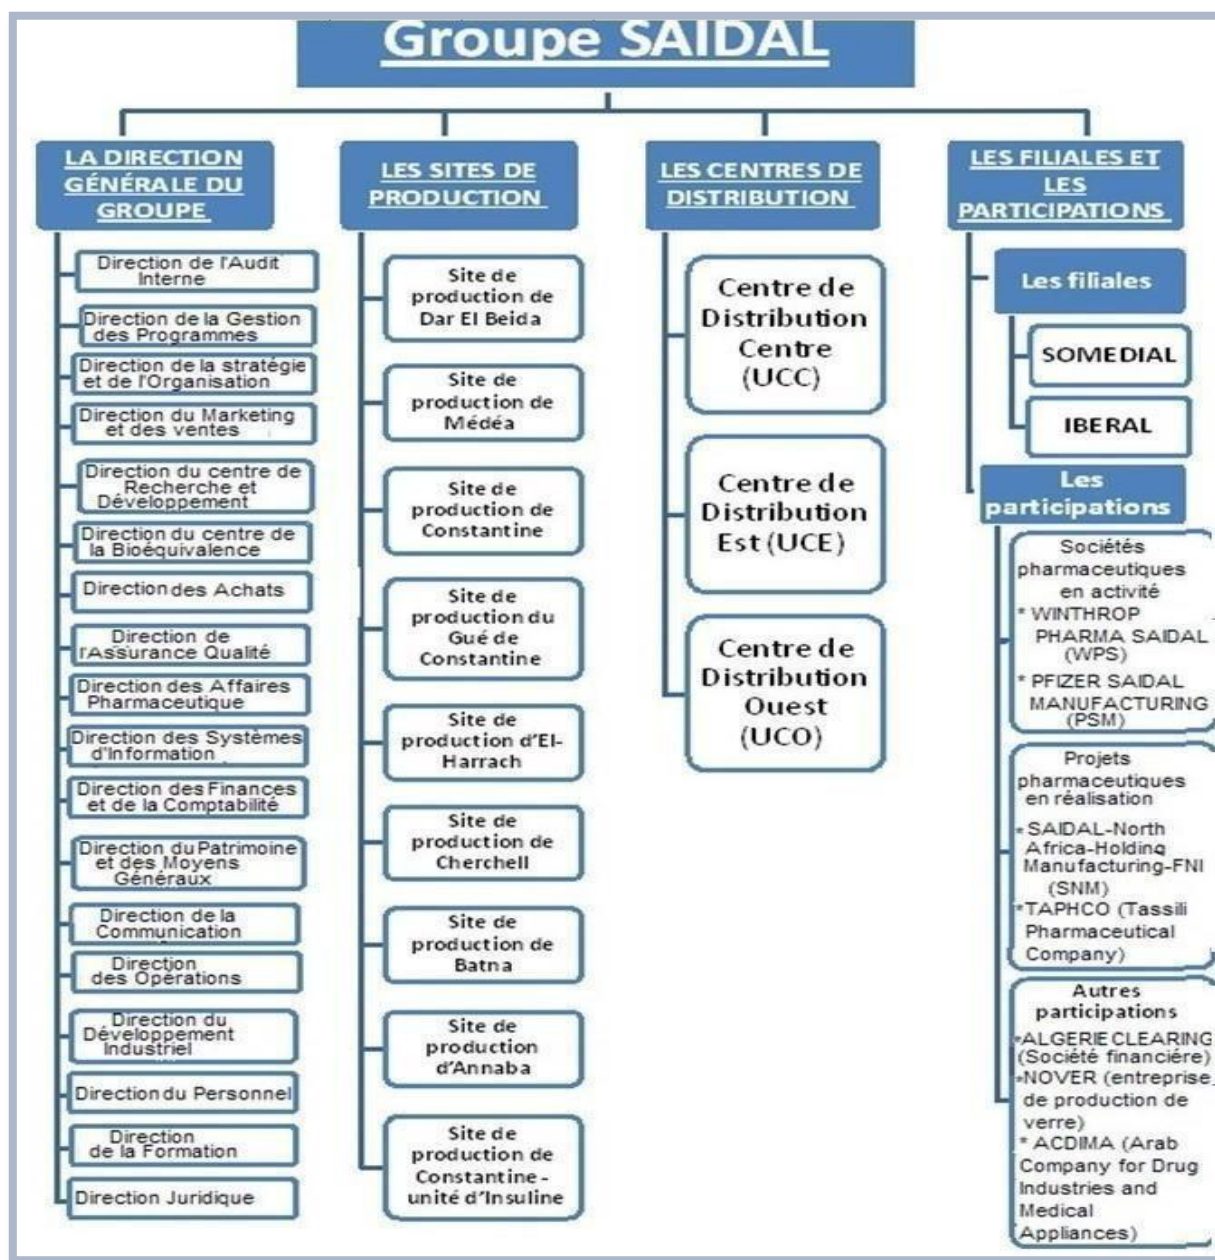 Groupe SAIDAL
LA DIRECTION
GÉNÉRALE DU
GROUPE
Direction de l'Audit
Interne
Direction de la Gestion
des Programmes
Direction de la stratégie
et de l'Organisation
Direction du Marketing
et des ventes
Direction du centre de
Recherche et
Développement
Direction du centre de
la Bioéquivalence
Direction des Achats
Direction de
l'Assurance Qualité
Direction des Affaires
Pharmaceutique
Direction des Systèmes
d'Information
Direction des Finances
et de la Comptabilité
Direction du Patrimoine
et des Moyens
Généraux
Direction de la
Communication
Direction
des Opérations
Direction du
Développement
Industriel
Direction du Personnel
Direction
de la Formation
Direction Juridique
LES SITES DE
PRODUCTION
Site de
production de
Dar El Beida
Site de
production de
Médéa
Site de
production de
Constantine
Site de
production du
Gué de
Constantine
Site de
production d'El-
Harrach
Site de
production de
Cherchell
Site de
production de
Batna
Site de
production
d'Annaba
Site de
production de
Constantine -
unité d'Insuline
LES CENTRES DE
DISTRIBUTION
Centre de
Distribution
Centre
(UCC)
Centre de
Distribution
Est (UCE)
Centre de
Distribution
Ouest
(UCO)
LES FILIALES ET
LES
PARTICIPATIONS
Les filiales
SOMEDIAL
IBERAL
Les
participations
Sociétés
pharmaceutiques
en activité
* WINTHROP
PHARMA SAIDAL
(WPS)
* PFIZER SAIDAL
MANUFACTURING
(PSM)
Projets
pharmaceutiques
en réalisation
* SAIDAL-North
Africa-Holding
Manufacturing-FNI
(SNM)
*TAPHCO (Tassili
Pharmaceutical
Company)
Autres
participations
*ALGERIE CLEARING
(Société financiére)
*NOVER (entreprise
de production de
verre)
* ACDIMA (Arab
Company for Drug
Industries and
Medical
Appliances)